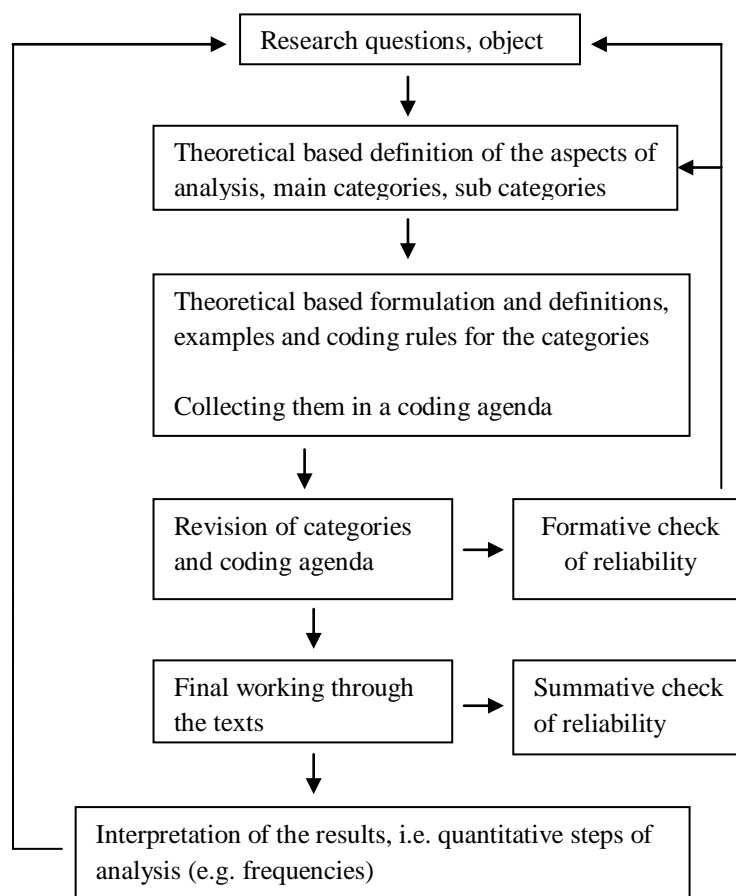 Research questions, object
Theoretical based definition of the aspects of
analysis, main categories, sub categories
Theoretical based formulation and definitions,
examples and coding rules for the categories
Collecting them in a coding agenda
Revision of categories
and coding agenda
Formative check
of reliability
Final working through
the texts
Summative check
of reliability
Interpretation of the results, i.e. quantitative steps of
analysis (e.g. frequencies)